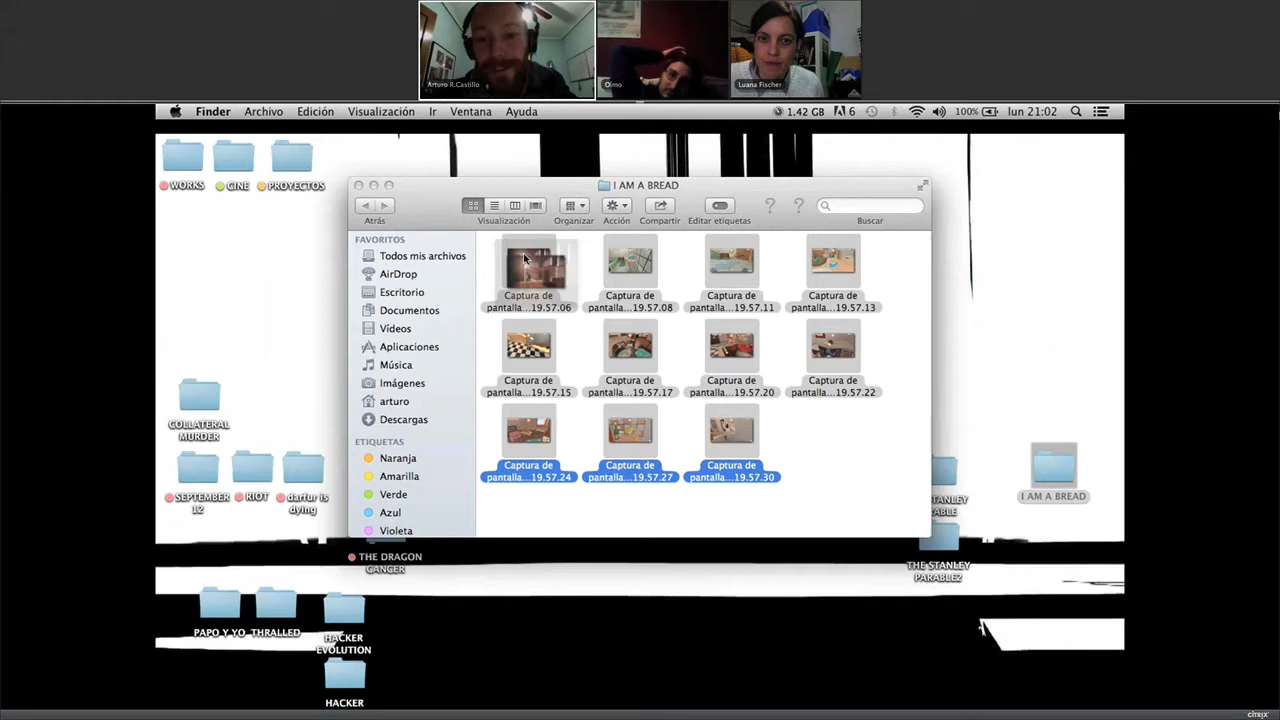 Arturo R.Castillo
Olmo
Luana Fischer
Finder Archivo Edición Visualización Ir Ventana Ayuda
1.42 GB
6
100%
lun 21:02
WORKS
CINE
PROYECTOS
I AM A BREAD
Atrás
Visualización
Organizar
Acción
Compartir
Editar etiquetas
Buscar
FAVORITOS
Todos mis archivos
AirDrop
Escritorio
Documentos
Vídeos
Aplicaciones
Música
Imágenes
arturo
Descargas
ETIQUETAS
Naranja
Amarilla
Verde
Azul
Violeta
Captura de
pantalla...19.57.06
Captura de
pantalla...19.57.08
Captura de
pantalla...19.57.11
Captura de
pantalla...19.57.13
Captura de
pantalla...19.57.15
Captura de
pantalla...19.57.17
Captura de
pantalla...19.57.20
Captura de
pantalla...19.57.22
Captura de
pantalla...19.57.24
Captura de
pantalla...19.57.27
Captura de
pantalla...19.57.30
COLLATERAL
MURDER
SEPTEMBER
12
RIOT
darfur is
dying
I AM A BREAD
TANLEY
ABLE
THE STANLEY
PARABLE2
THE DRAGON
CANCER
PAPO Y YO
THRALLED
HACKER
EVOLUTION
HACKER
CITRIX